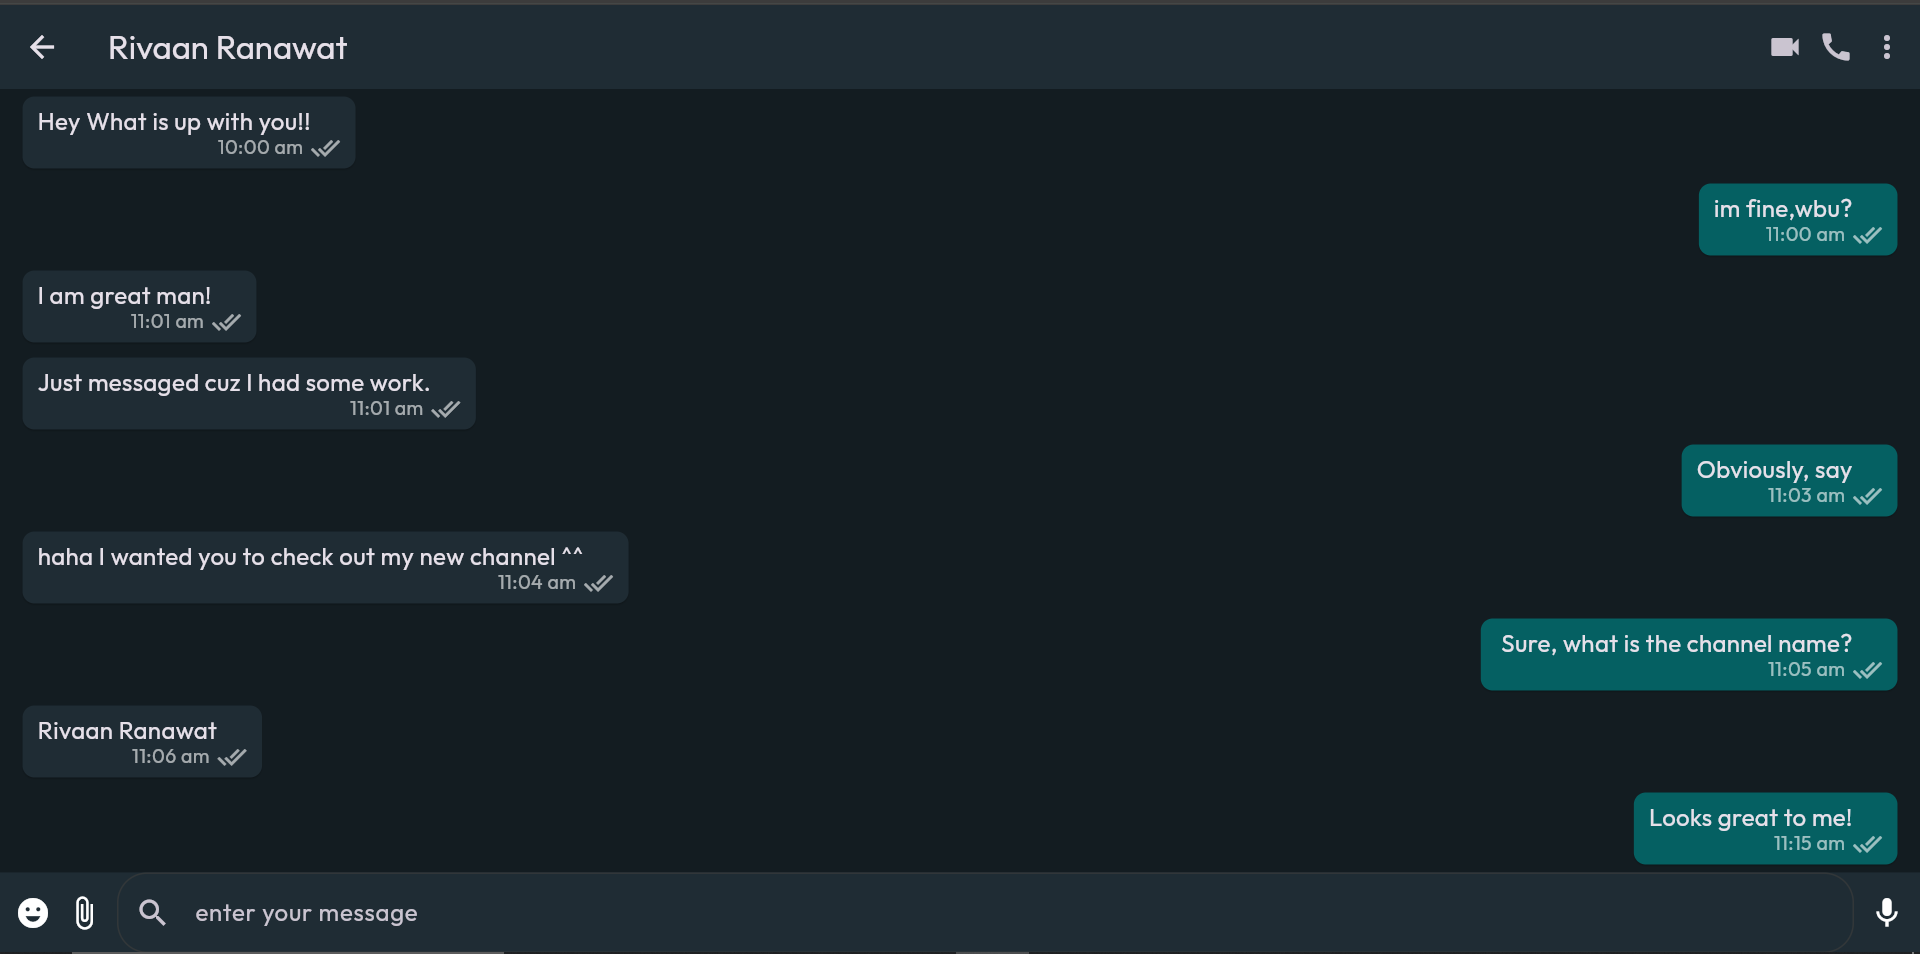 Rivaan Ranawat
Hey What is up with you!!
10:00 am
im fine,wbu?
11:00 am
I am great man!
11:01 am
Just messaged cuz I had some work.
11:01 am
Obviously, say
11:03 am
haha I wanted you to check out my new channel ^^
11:04 am
Sure, what is the channel name?
11:05 am
Rivaan Ranawat
11:06 am
Looks great to me!
11:15 am
enter your message